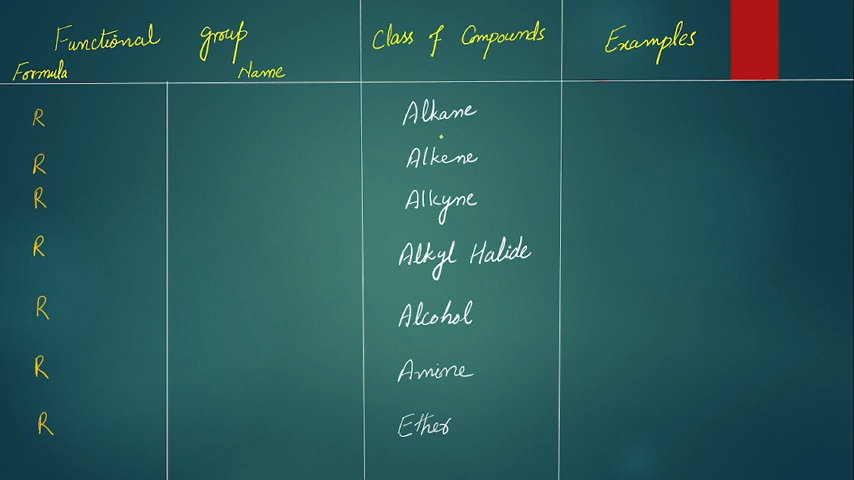 Functional group Class of Compounds Examples
Formula Name
R Alkane
R Alkene
R Alkyne
R Alkyl Halide
R Alcohol
R Amine
R Ether